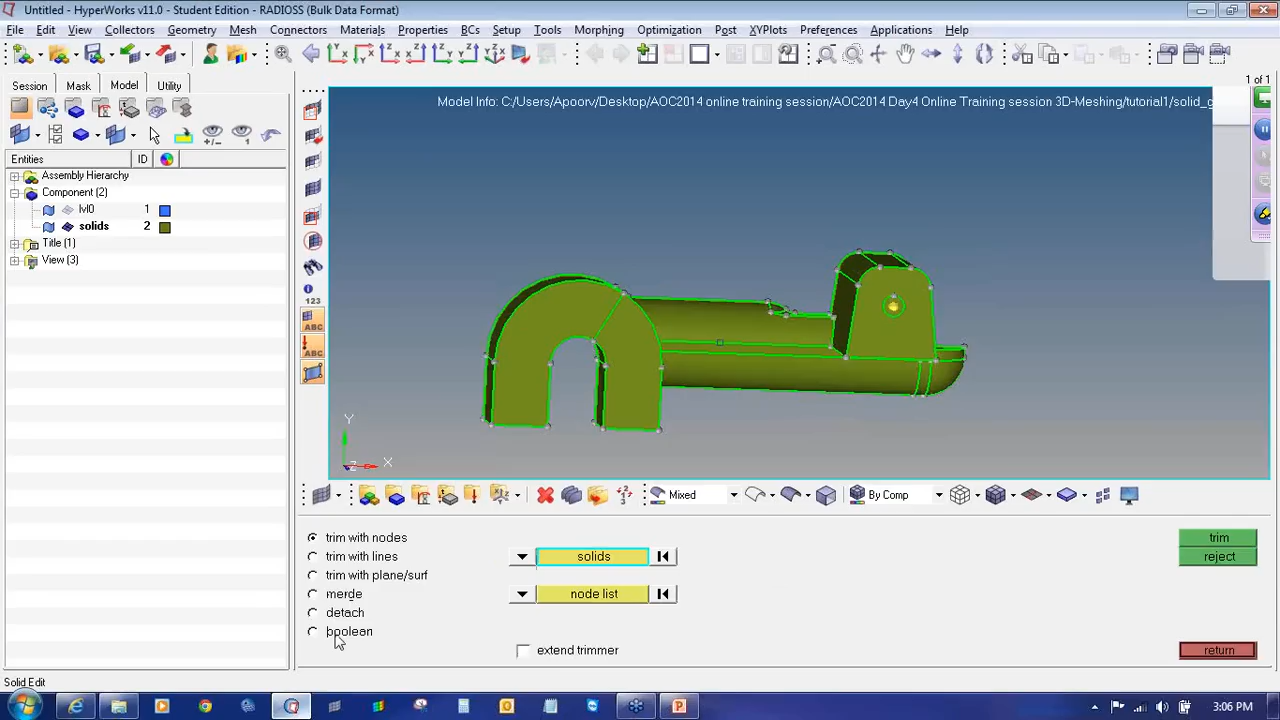 Untitled - HyperWorks v11.0 - Student Edition - RADIOSS (Bulk Data Format)
File Edit View Collectors Geometry Mesh Connectors Materials Properties BCs Setup Tools Morphing Optimization Post XYPlots Preferences Applications Help
Session Mask Model Utility
1 of 1
Model Info: C:/Users/Apoorv/Desktop/AOC2014 online training session/AOC2014 Day4 Online Training session 3D-Meshing/tutorial1/solid_g
Entities ID
Assembly Hierarchy
Component (2)
lvl0 1
solids 2
Title (1)
View (3)
123
ABC
ABC
Y
Z X
Mixed By Comp
trim with nodes
trim with lines
trim with plane/surf
merde
detach
boolean
solids
node list
extend trimmer
trim
reject
return
Solid Edit
3:06 PM